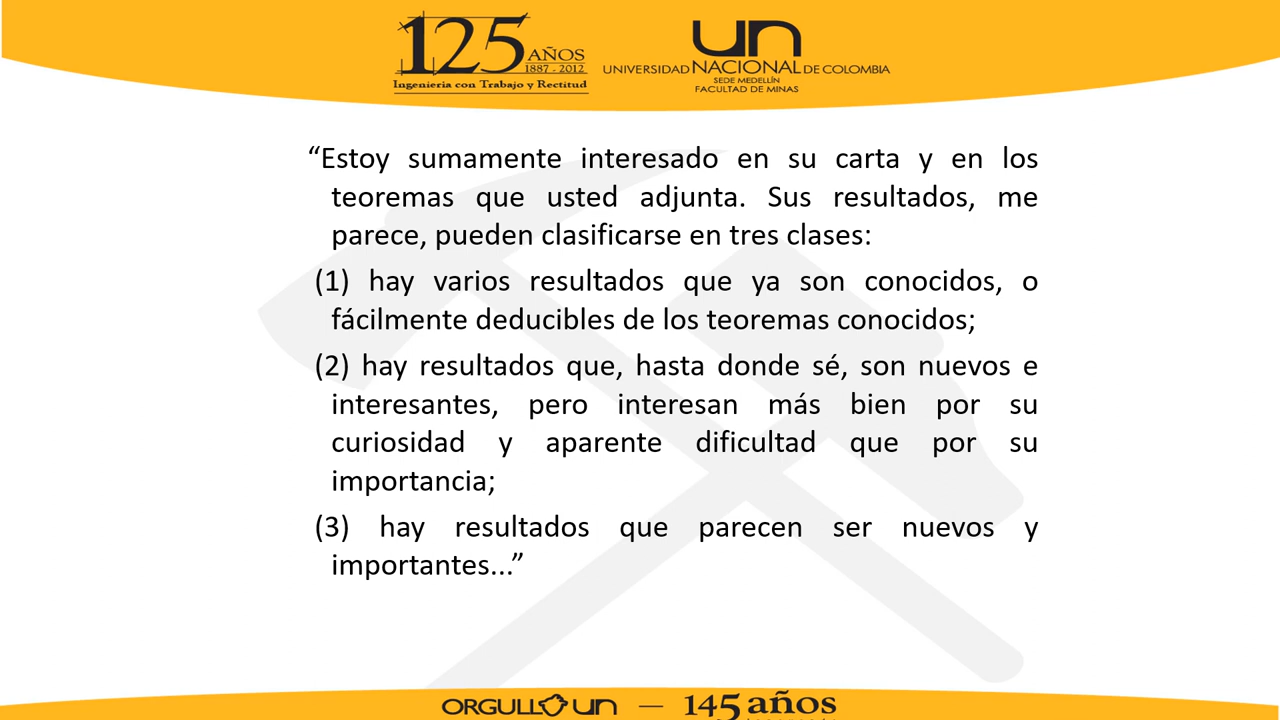 125 AÑOS
1887 - 2012
Ingeniería con Trabajo y Rectitud
un
UNIVERSIDAD NACIONAL DE COLOMBIA
SEDE MEDELLÍN
FACULTAD DE MINAS
“Estoy sumamente interesado en su carta y en los
teoremas que usted adjunta. Sus resultados, me
parece, pueden clasificarse en tres clases:
(1) hay varios resultados que ya son conocidos, o
fácilmente deducibles de los teoremas conocidos;
(2) hay resultados que, hasta donde sé, son nuevos e
interesantes, pero interesan más bien por su
curiosidad y aparente dificultad que por su
importancia;
(3) hay resultados que parecen ser nuevos y
importantes...”
ORGULLO un — 145 años